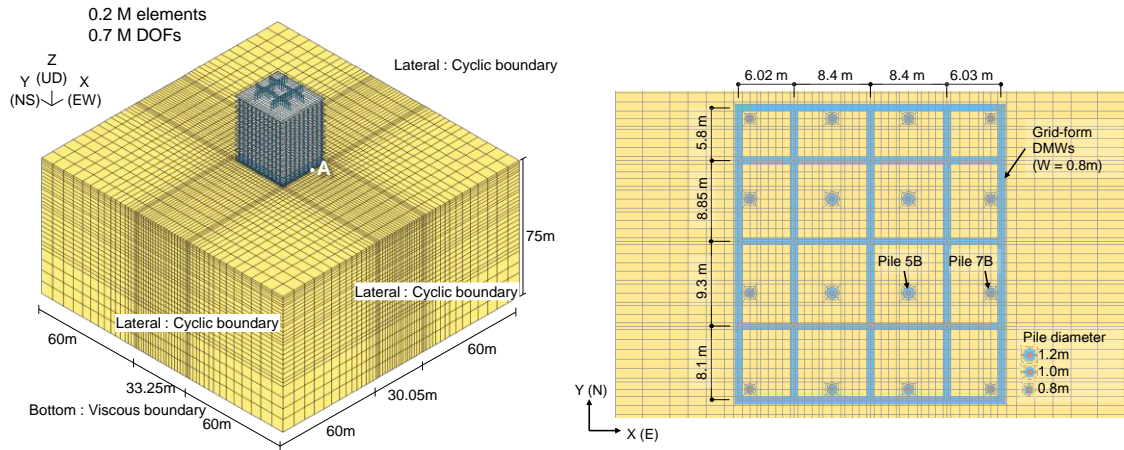 0.2 M elements
0.7 M DOFs
Z
Y (UD) X
(NS) (EW)
Lateral : Cyclic boundary
A
75m
Lateral : Cyclic boundary
Lateral : Cyclic boundary
60m
60m
33.25m
30.05m
Bottom : Viscous boundary
60m
60m
6.02 m 8.4 m 8.4 m 6.03 m
5.8 m
Grid-form
DMWs
(W = 0.8m)
8.85 m
Pile 5B Pile 7B
9.3 m
8.1 m
Pile diameter
1.2m
1.0m
0.8m
Y (N)
X (E)